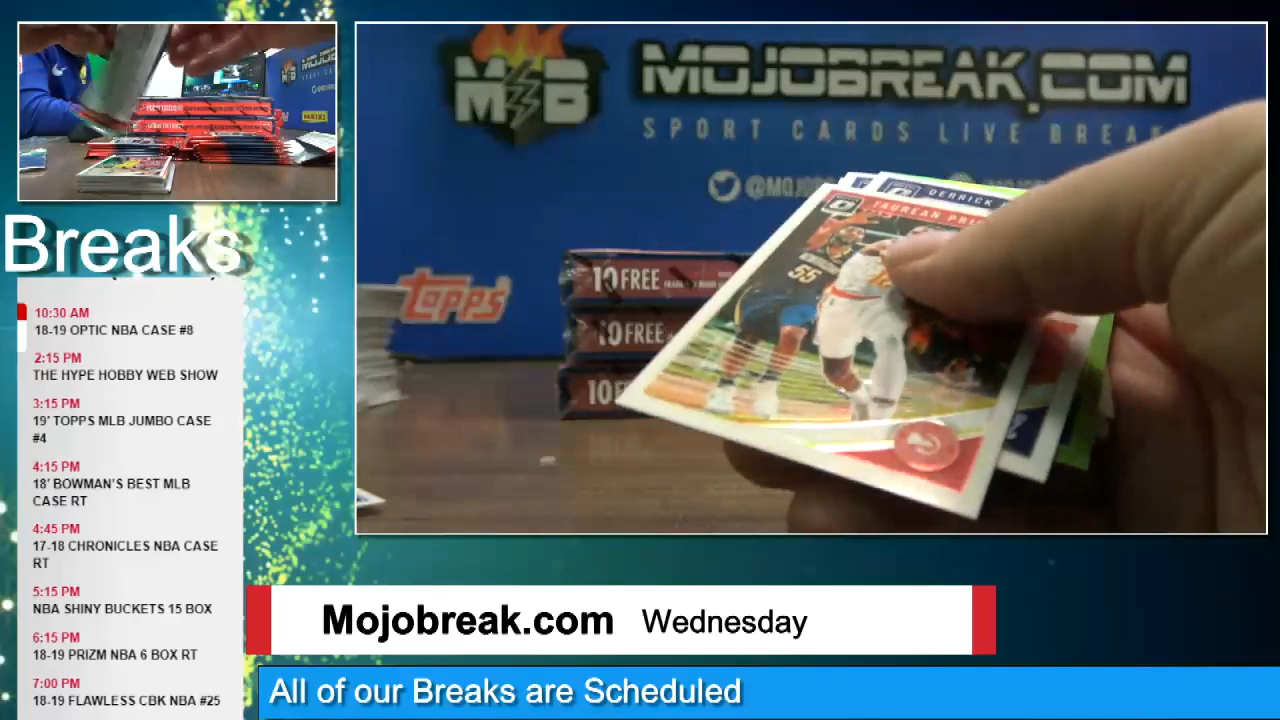 MB
MOJOBREAK.COM
SPORT CARDS LIVE BREAK
Topps
10 FREE
10 FREE
10
DERRICK
TAUREAN
55
Breaks
10:30 AM
18-19 OPTIC NBA CASE #8
2:15 PM
THE HYPE HOBBY WEB SHOW
3:15 PM
19' TOPPS MLB JUMBO CASE
#4
4:15 PM
18' BOWMAN'S BEST MLB
CASE RT
4:45 PM
17-18 CHRONICLES NBA CASE
RT
5:15 PM
NBA SHINY BUCKETS 15 BOX
6:15 PM
18-19 PRIZM NBA 6 BOX RT
7:00 PM
18-19 FLAWLESS CBK NBA #25
Mojobreak.com Wednesday
All of our Breaks are Scheduled